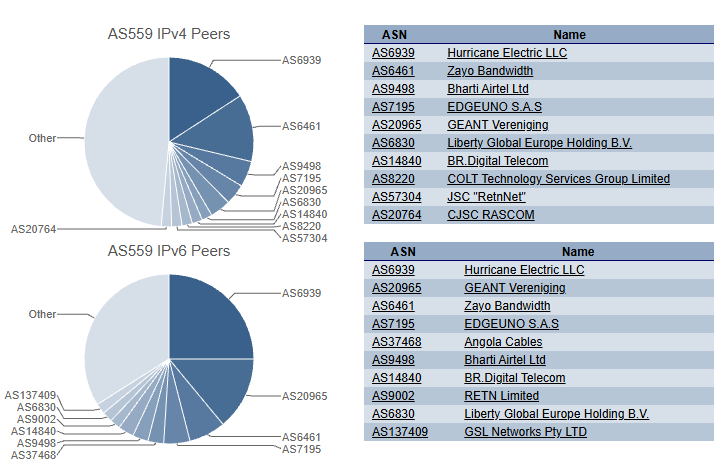 AS559 IPv4 Peers
AS6939
AS6461
AS9498
AS7195
AS20965
AS6830
AS14840
AS8220
AS57304
AS20764
Other
ASN Name
AS6939 Hurricane Electric LLC
AS6461 Zayo Bandwidth
AS9498 Bharti Airtel Ltd
AS7195 EDGEUNO S.A.S
AS20965 GEANT Vereniging
AS6830 Liberty Global Europe Holding B.V.
AS14840 BR.Digital Telecom
AS8220 COLT Technology Services Group Limited
AS57304 JSC "RetnNet"
AS20764 CJSC RASCOM
AS559 IPv6 Peers
AS6939
AS20965
AS6461
AS7195
AS37468
AS9498
AS14840
AS9002
AS6830
AS137409
Other
ASN Name
AS6939 Hurricane Electric LLC
AS20965 GEANT Vereniging
AS6461 Zayo Bandwidth
AS7195 EDGEUNO S.A.S
AS37468 Angola Cables
AS9498 Bharti Airtel Ltd
AS14840 BR.Digital Telecom
AS9002 RETN Limited
AS6830 Liberty Global Europe Holding B.V.
AS137409 GSL Networks Pty LTD